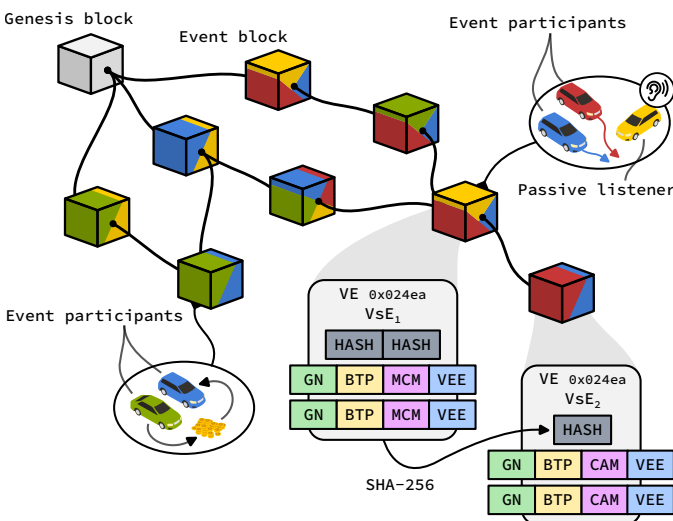 Genesis block
Event block
Event participants
Passive listener
Event participants
VE 0x024ea
VsE1
HASH HASH
GN BTP MCM VEE
GN BTP MCM VEE
SHA-256
VE 0x024ea
VsE2
HASH
GN BTP CAM VEE
GN BTP CAM VEE